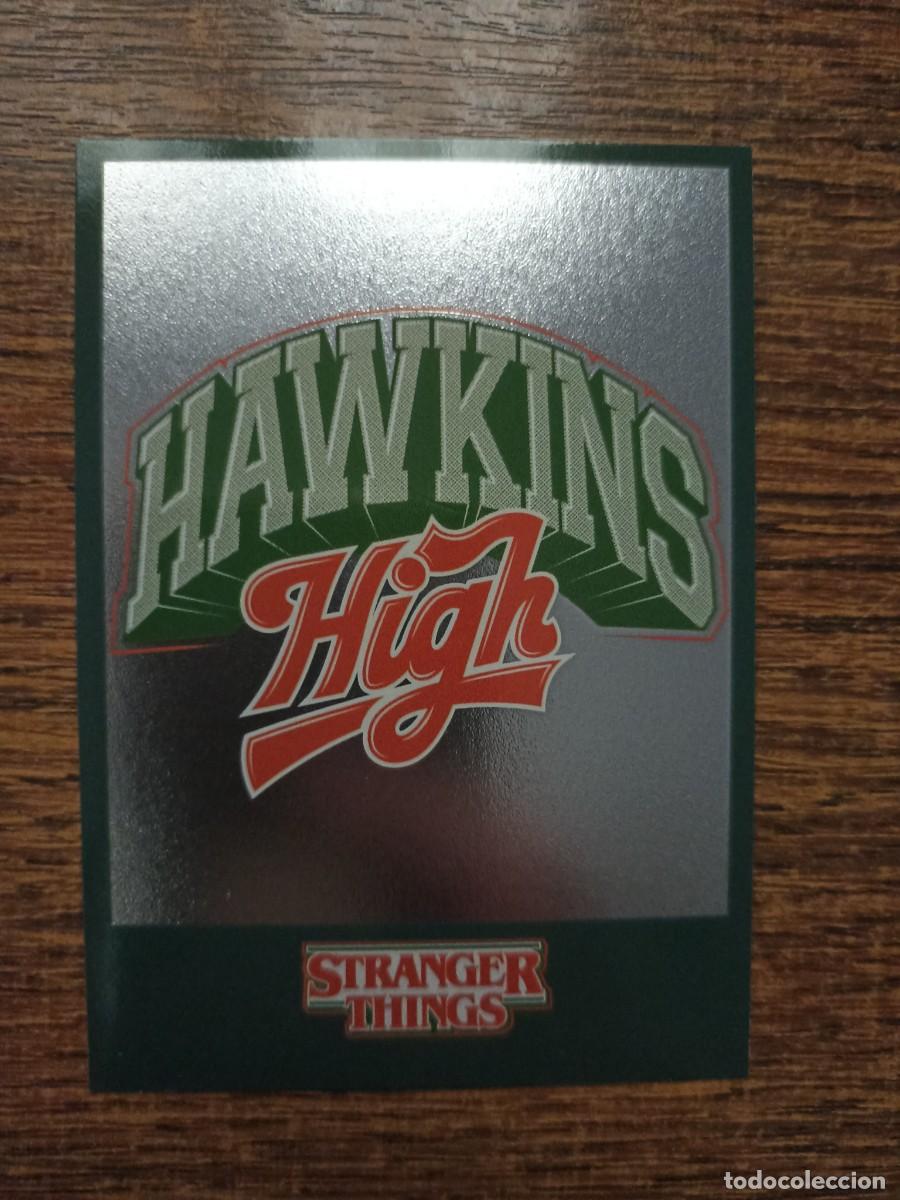 HAWKINS
High
STRANGER
THINGS
todocoleccion